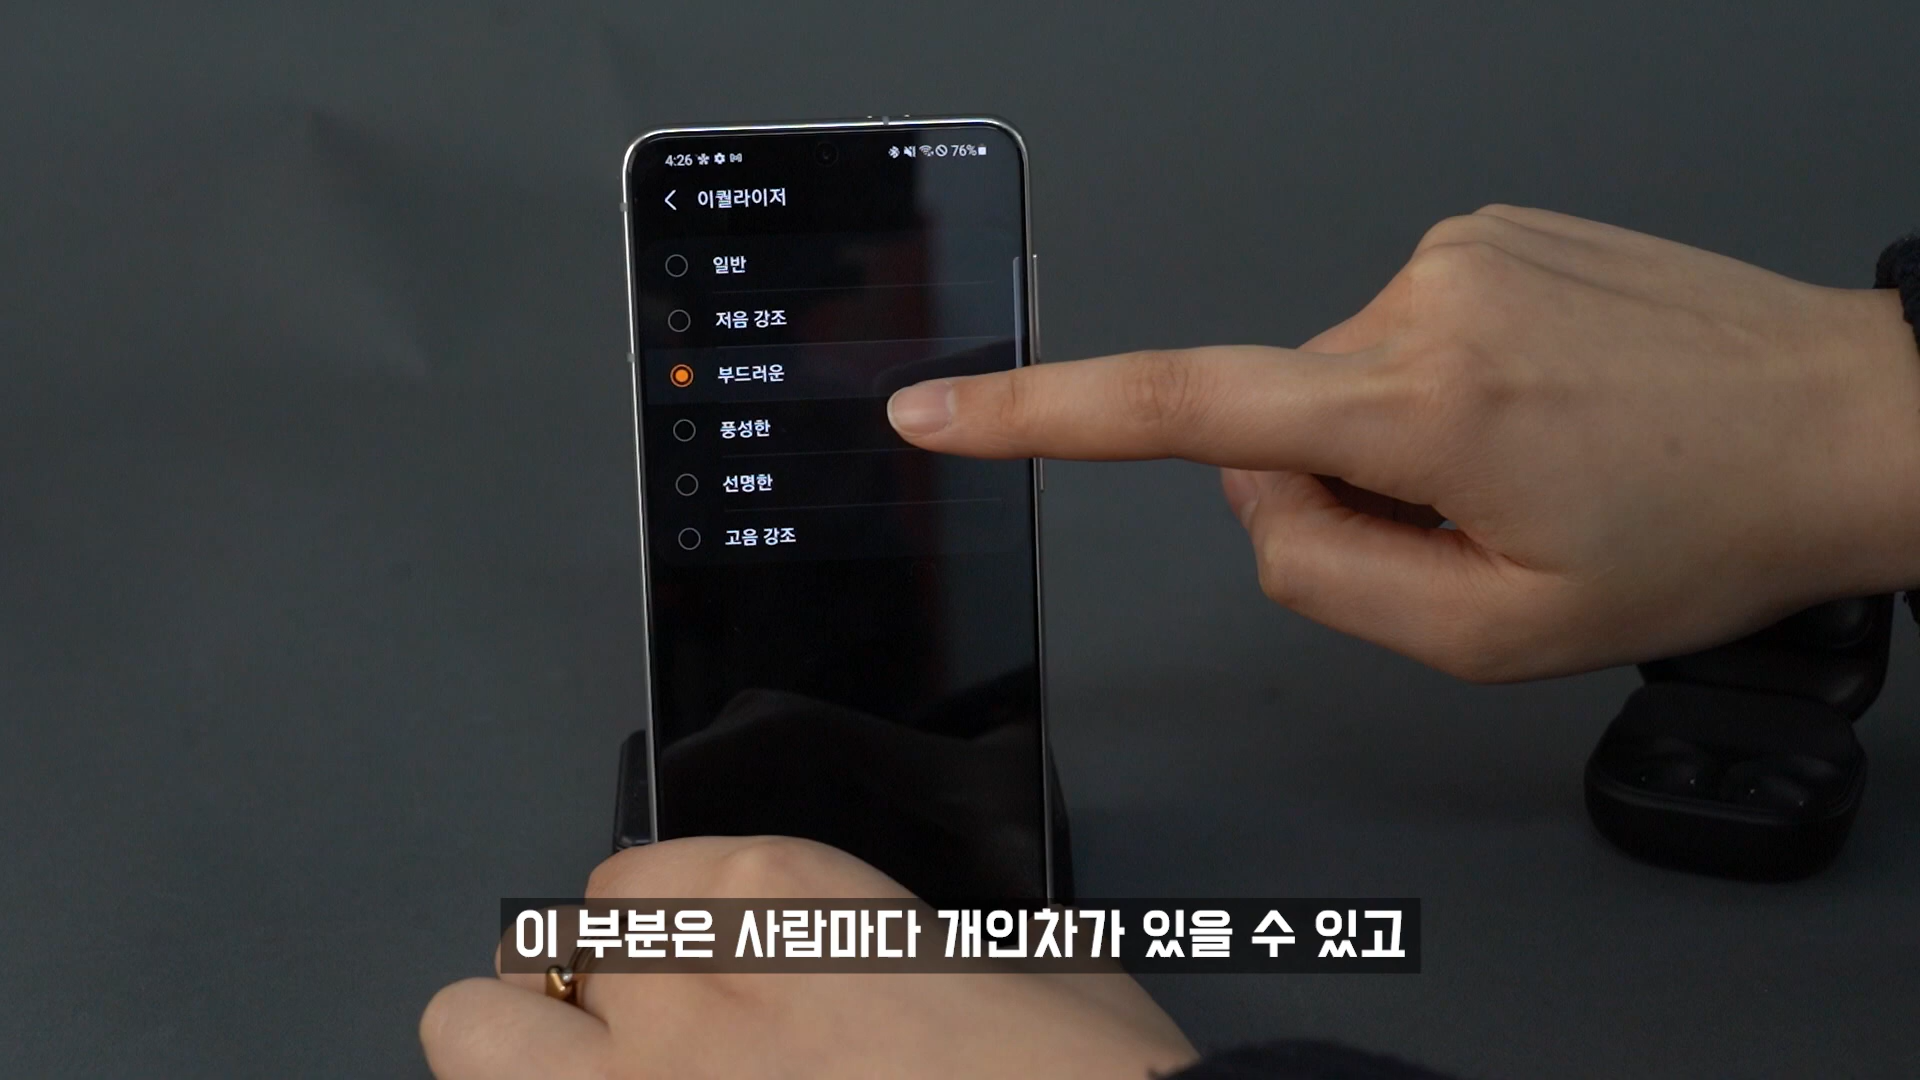 4:26
76%
이퀄라이저
일반
저음 강조
부드러운
풍성한
선명한
고음 강조
이 부분은 사람마다 개인차가 있을 수 있고